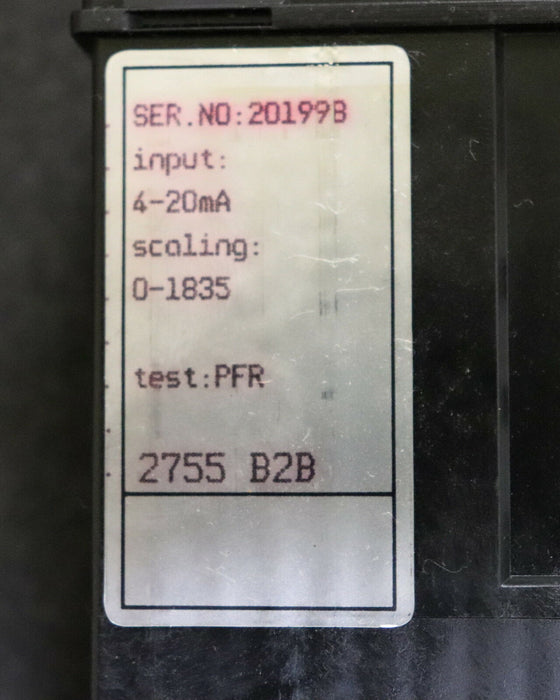 SER.NO:20199B
input:
4-20mA
scaling:
0-1835
test:PFR
2755 B2B